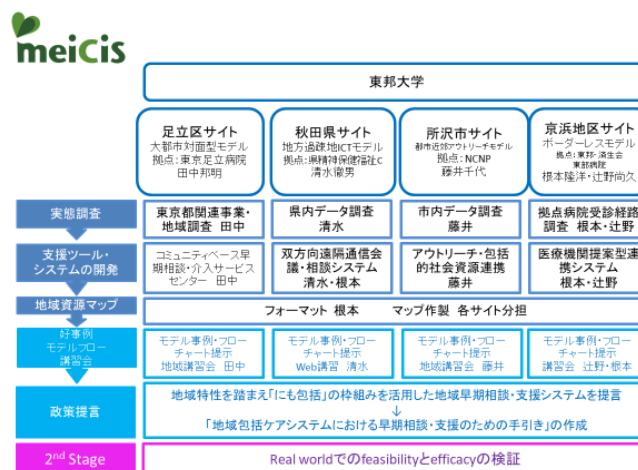 meiCis
東邦大学
足立区サイト
大都市対面型モデル
拠点:東京足立病院
田中邦明
秋田県サイト
地方過疎地ICTモデル
拠点:県精神保健福祉C
清水徹男
所沢市サイト
都市近郊アウトリーチモデル
拠点:NCNP
藤井千代
京浜地区サイト
ボーダーレスモデル
拠点:東邦・済生会
東部病院
根本隆洋・辻野尚久
実態調査
東京都関連事業・
地域調査 田中
県内データ調査
清水
市内データ調査
藤井
拠点病院受診経路
調査 根本・辻野
支援ツール・
システムの開発
コミュニティベース早
期相談・介入サービス
センター 田中
双方向遠隔通信会
議・相談システム
清水・根本
アウトリーチ・包括
的社会資源連携
藤井
医療機関提案型連
携システム
根本・辻野
地域資源マップ
フォーマット 根本 マップ作製 各サイト分担
好事例
モデルフロー
講習会
モデル事例・フロー
チャート提示
地域講習会 田中
モデル事例・フロー
チャート提示
Web講習 清水
モデル事例・フロー
チャート提示
地域講習会 藤井
モデル事例・フロー
チャート提示
講習会 辻野・根本
政策提言
地域特性を踏まえ「にも包括」の枠組みを活用した地域早期相談・支援システムを提言
↓
「地域包括ケアシステムにおける早期相談・支援のための手引き」の作成
2nd Stage
Real worldでのfeasibilityとefficacyの検証